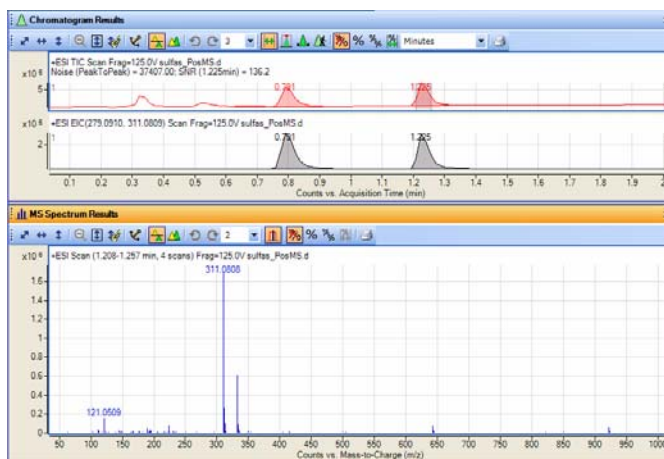 Chromatogram Results
3 Minutes
+ESI TIC Scan Frag=125.0V sulfas_PosMS.d
Noise (PeakToPeak) = 37407.00; SNR (1.225min) = 136.2
x10 6
1
0.791 1.225
5
+ESI EIC(279.0910, 311.0809) Scan Frag=125.0V sulfas_PosMS.d
x10 6
1
0.791 1.225
2
0.1 0.2 0.3 0.4 0.5 0.6 0.7 0.8 0.9 1 1.1 1.2 1.3 1.4 1.5 1.6 1.7 1.8 1.9 2
Counts vs. Acquisition Time (min)
MS Spectrum Results
2
+ESI Scan (1.208-1.257 min, 4 scans) Frag=125.0V sulfas_PosMS.d
x10 6
311.0808
1.6
1.4
1.2
1
0.8
0.6
0.4
0.2
121.0509
0
50 100 150 200 250 300 350 400 450 500 550 600 650 700 750 800 850 900 950 1000
Counts vs. Mass-to-Charge (m/z)